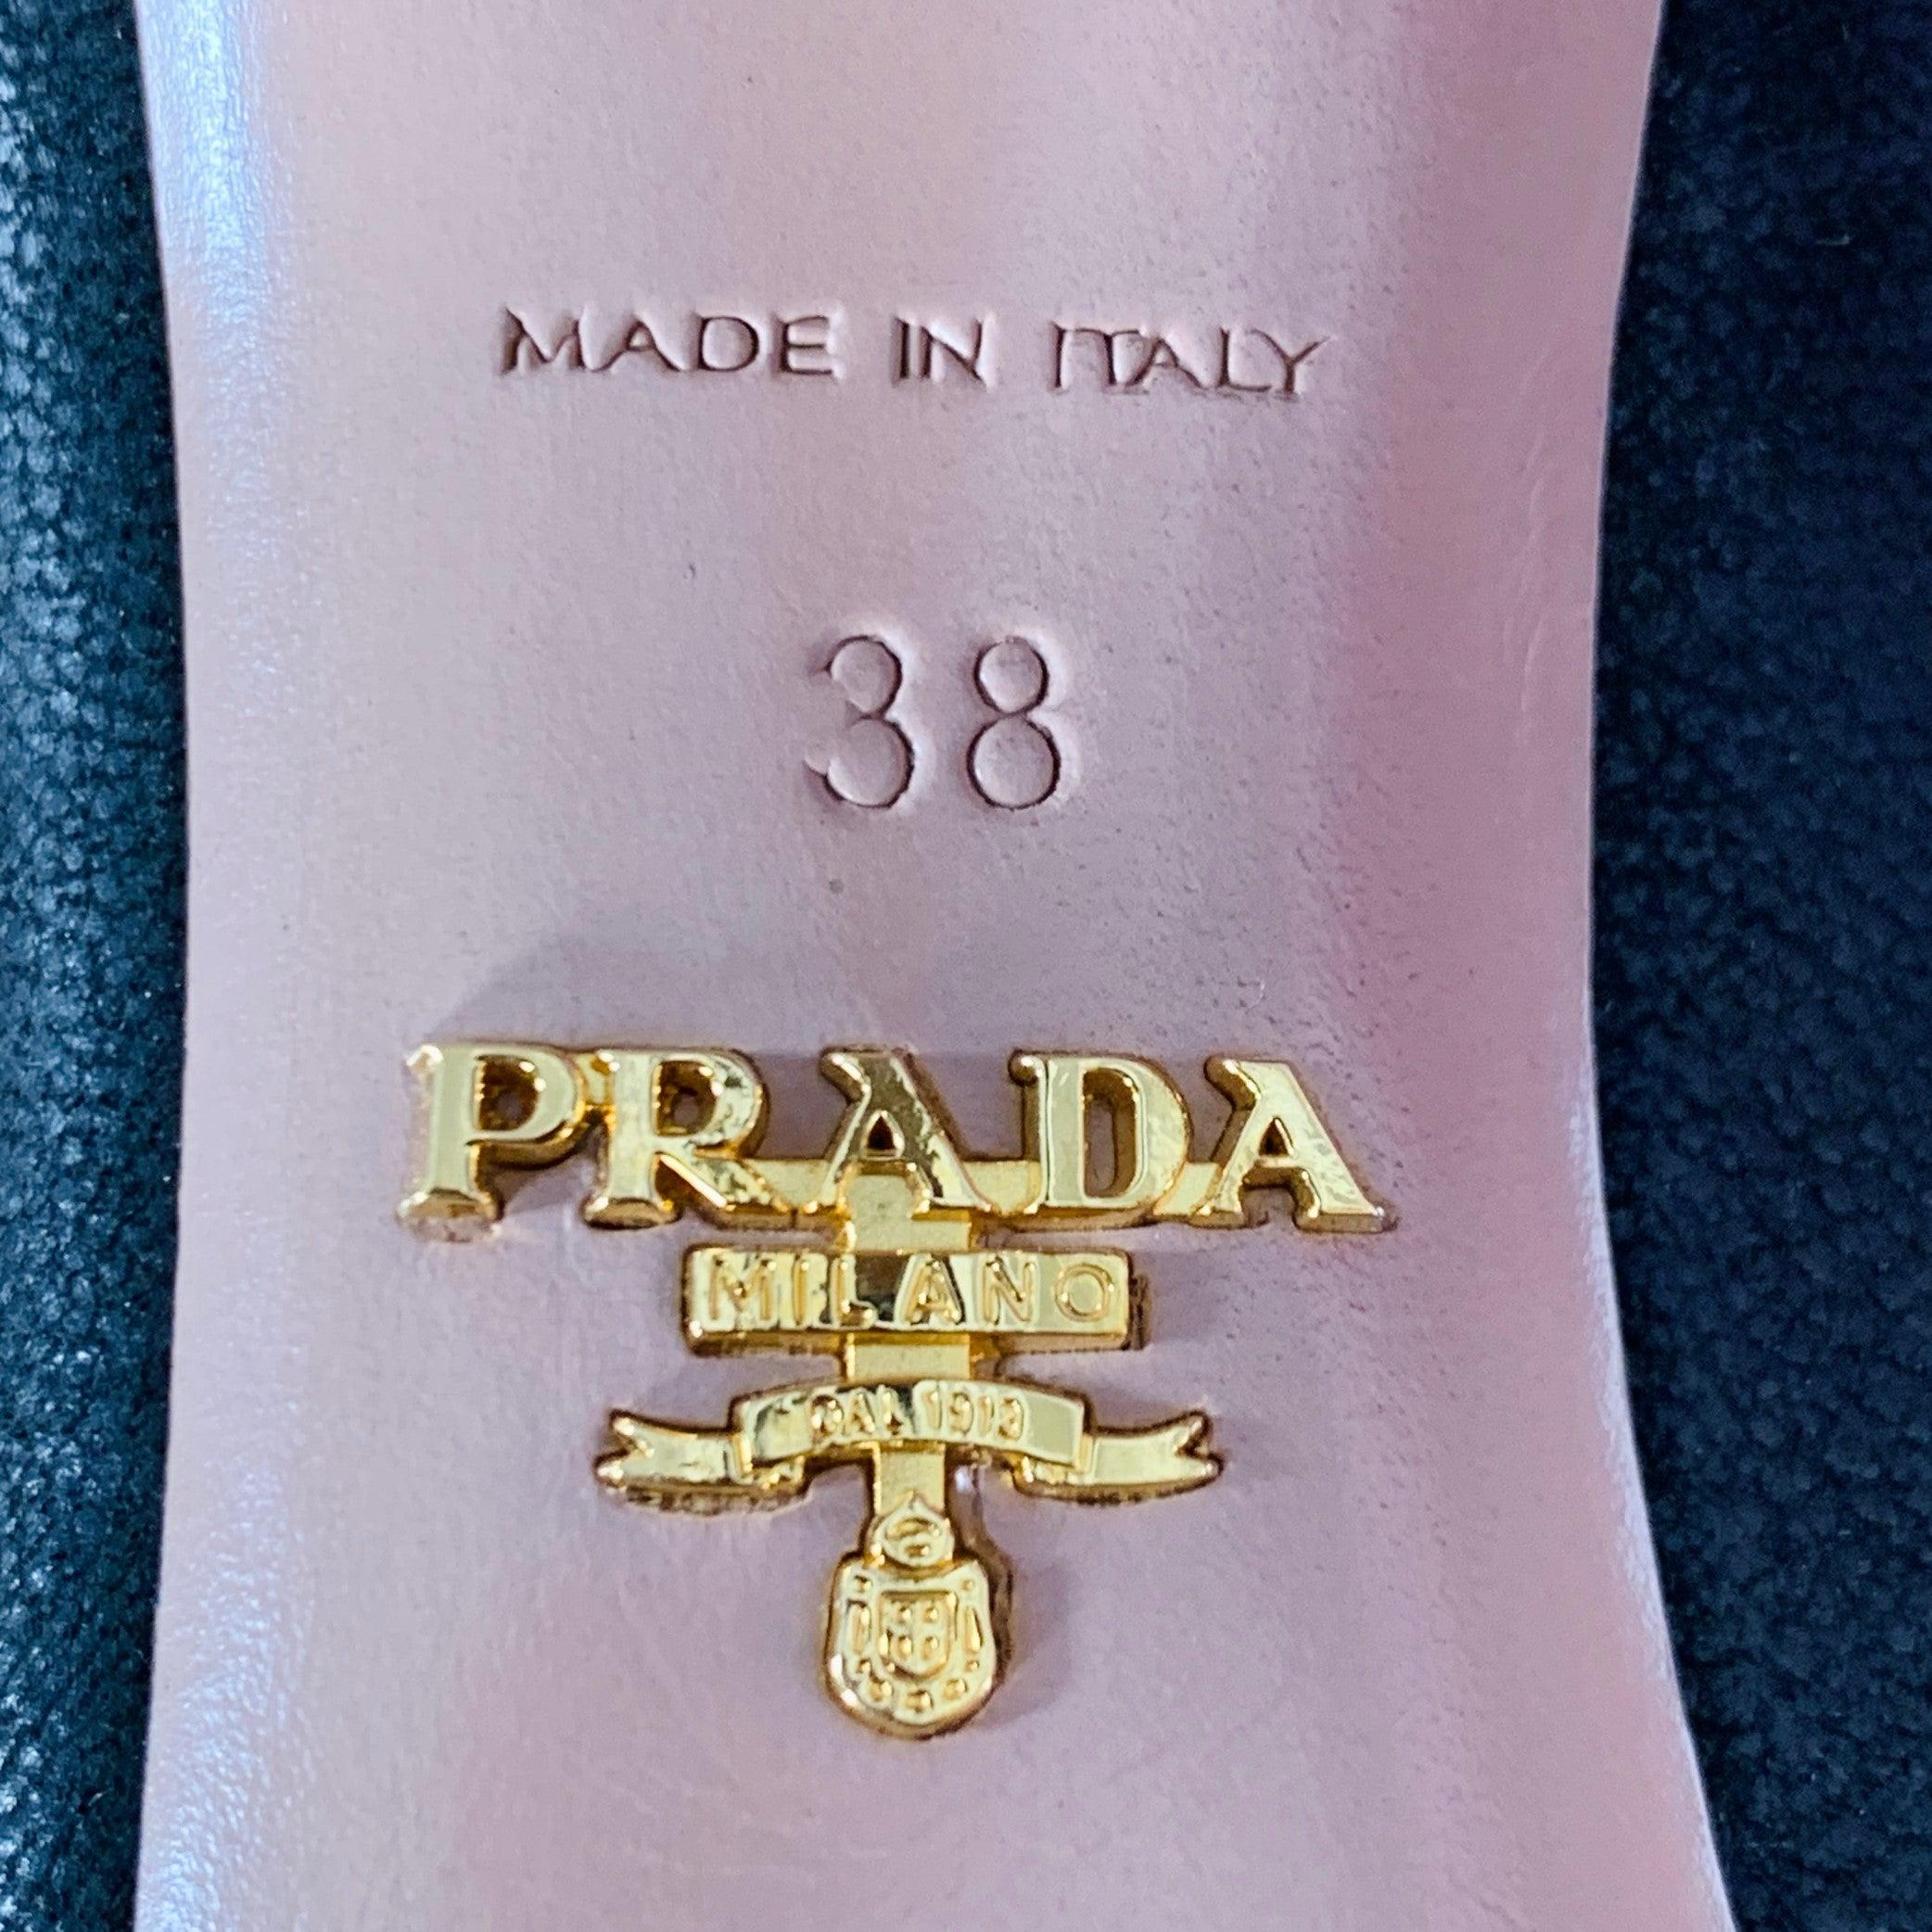 MADE IN ITALY
38
PRADA
MILANO
DAL 1913